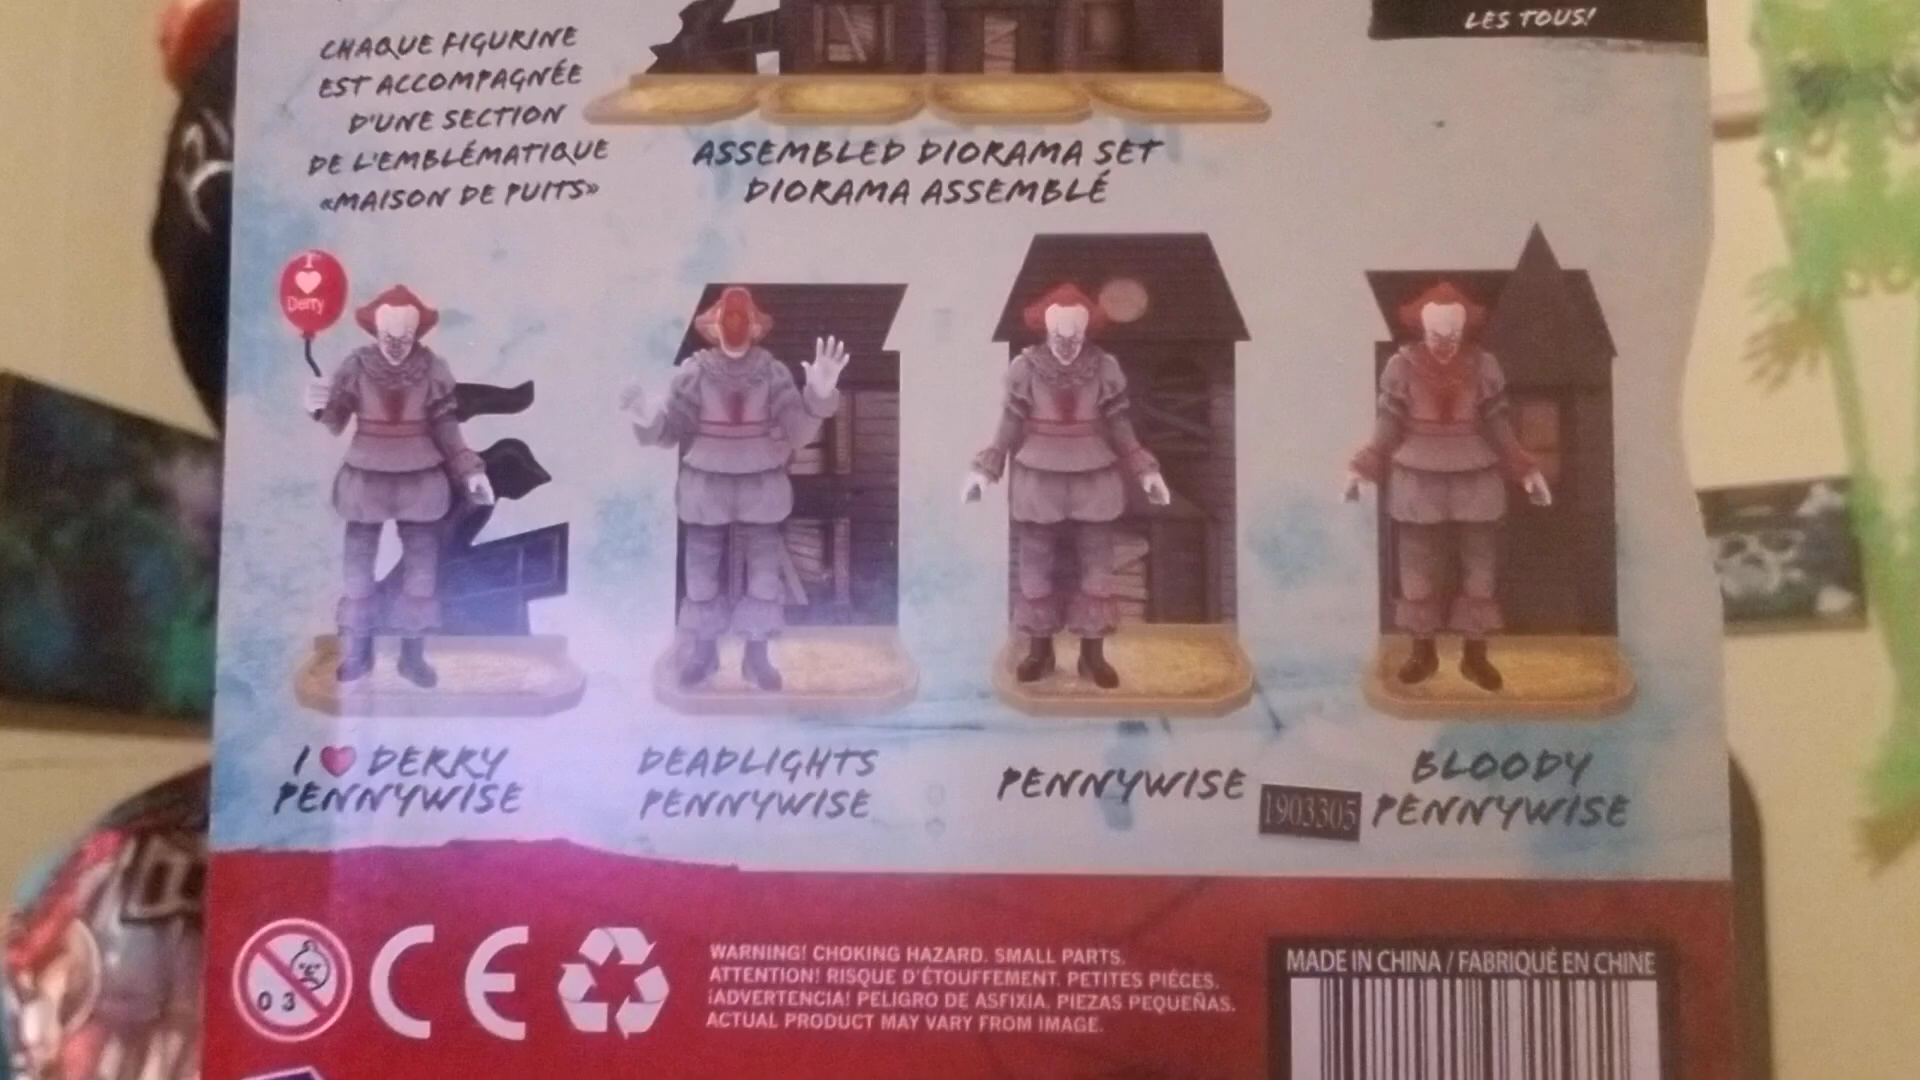 LES TOUS!
CHAQUE FIGURINE
EST ACCOMPAGNÉE
D'UNE SECTION
DE L'EMBLÉMATIQUE
«MAISON DE PUITS»
ASSEMBLED DIORAMA SET
DIORAMA ASSEMBLÉ
I
Derry
I ♥ DERRY
PENNYWISE
DEADLIGHTS
PENNYWISE
PENNYWISE
BLOODY
PENNYWISE
1903305
0 3
CE
WARNING! CHOKING HAZARD. SMALL PARTS.
ATTENTION! RISQUE D'ÉTOUFFEMENT. PETITES PIÈCES.
¡ADVERTENCIA! PELIGRO DE ASFIXIA. PIEZAS PEQUEÑAS.
ACTUAL PRODUCT MAY VARY FROM IMAGE.
MADE IN CHINA / FABRIQUÉ EN CHINE